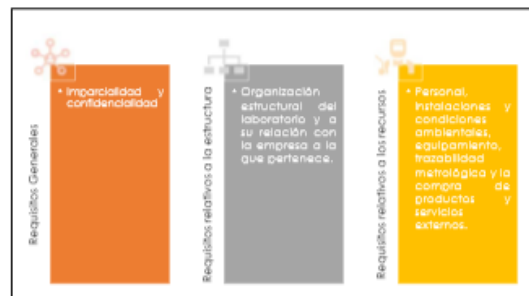 Requisitos Generales
• Imparcialidad y
confidencialidad
Requisitos relativos a la estructura
• Organización
estructural del
laboratorio y a
su relación con
la empresa a la
que pertenece.
Requisitos relativos a los recursos
• Personal,
instalaciones y
condiciones
ambientales,
equipamiento,
trazabilidad
metrológica y la
compra de
productos y
servicios
externos.